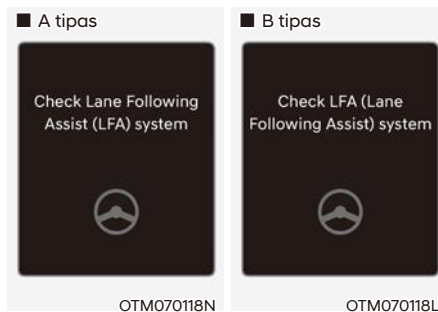 ■ A tipas
Check Lane Following
Assist (LFA) system
OTM070118N
■ B tipas
Check LFA (Lane
Following Assist) system
OTM070118L